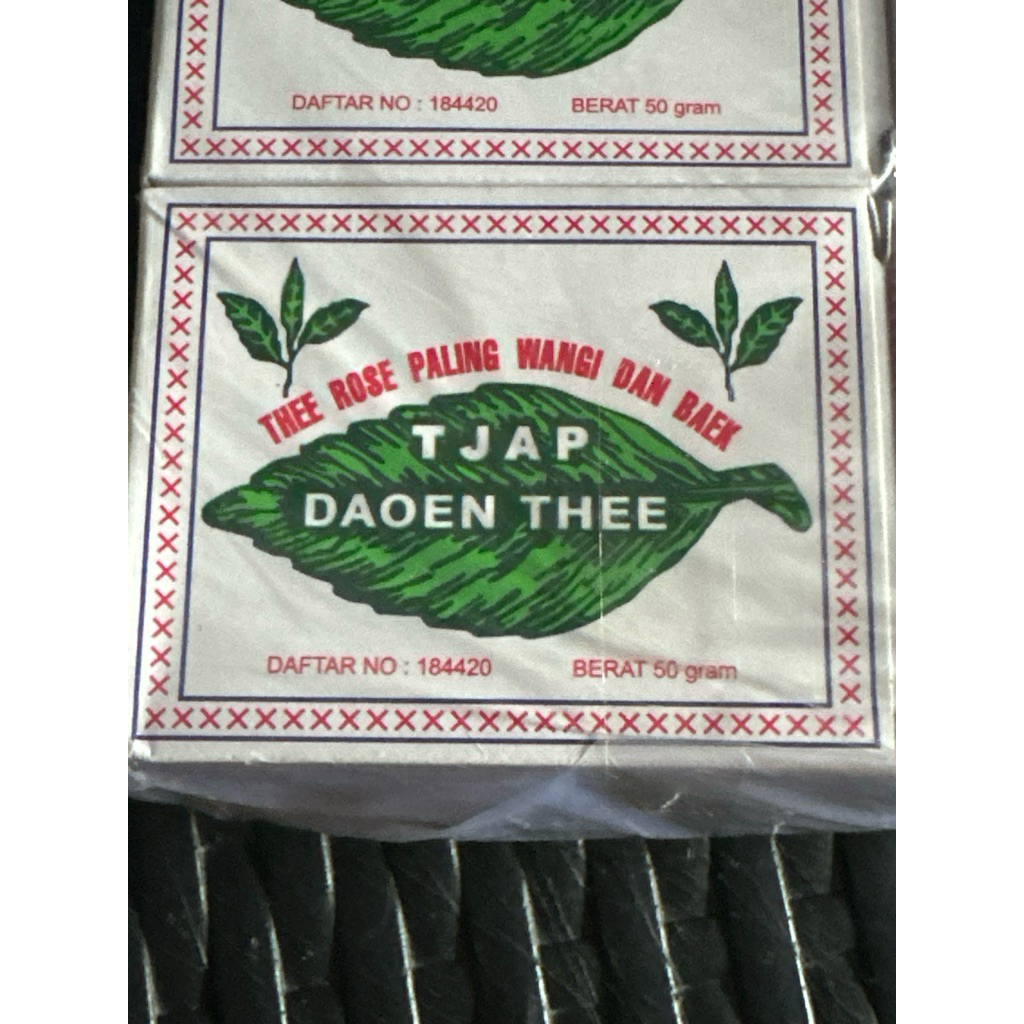 DAFTAR NO : 184420 BERAT 50 gram
THEE ROSE PALING WANGI DAN BAEK
TJAP
DAOEN THEE
DAFTAR NO : 184420 BERAT 50 gram